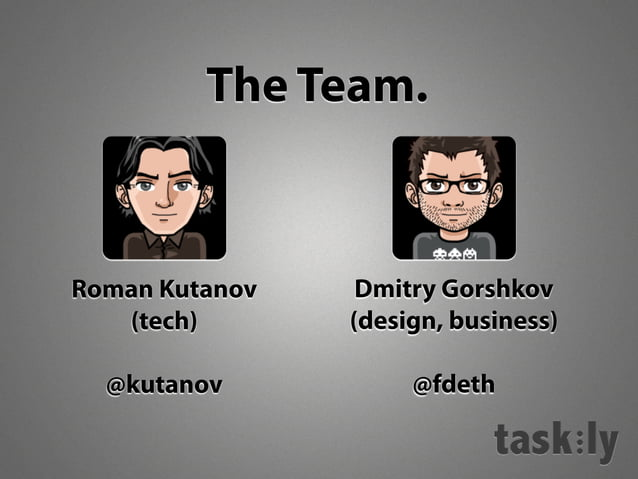 The Team.
Roman Kutanov
(tech)
@kutanov
Dmitry Gorshkov
(design, business)
@fdeth
task:ly